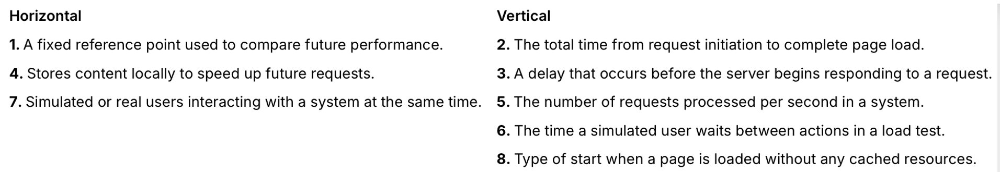 Horizontal
1. A fixed reference point used to compare future performance.
4. Stores content locally to speed up future requests.
7. Simulated or real users interacting with a system at the same time.
Vertical
2. The total time from request initiation to complete page load.
3. A delay that occurs before the server begins responding to a request.
5. The number of requests processed per second in a system.
6. The time a simulated user waits between actions in a load test.
8. Type of start when a page is loaded without any cached resources.